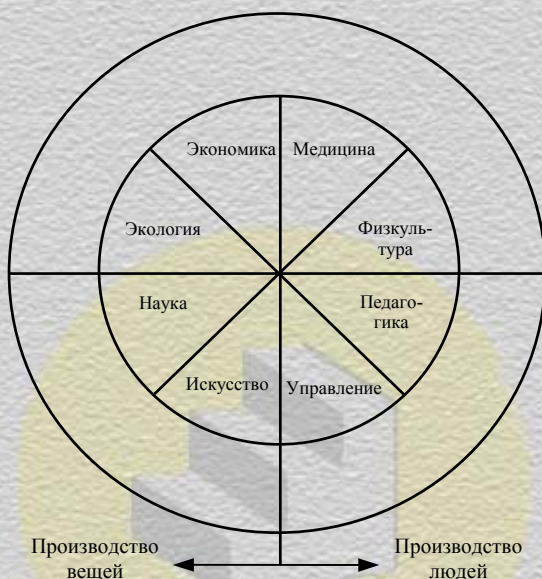 Экономика
Медицина
Экология
Физкуль-
тура
Наука
Педаго-
гика
Искусство
Управление
Производство
вещей
Производство
людей